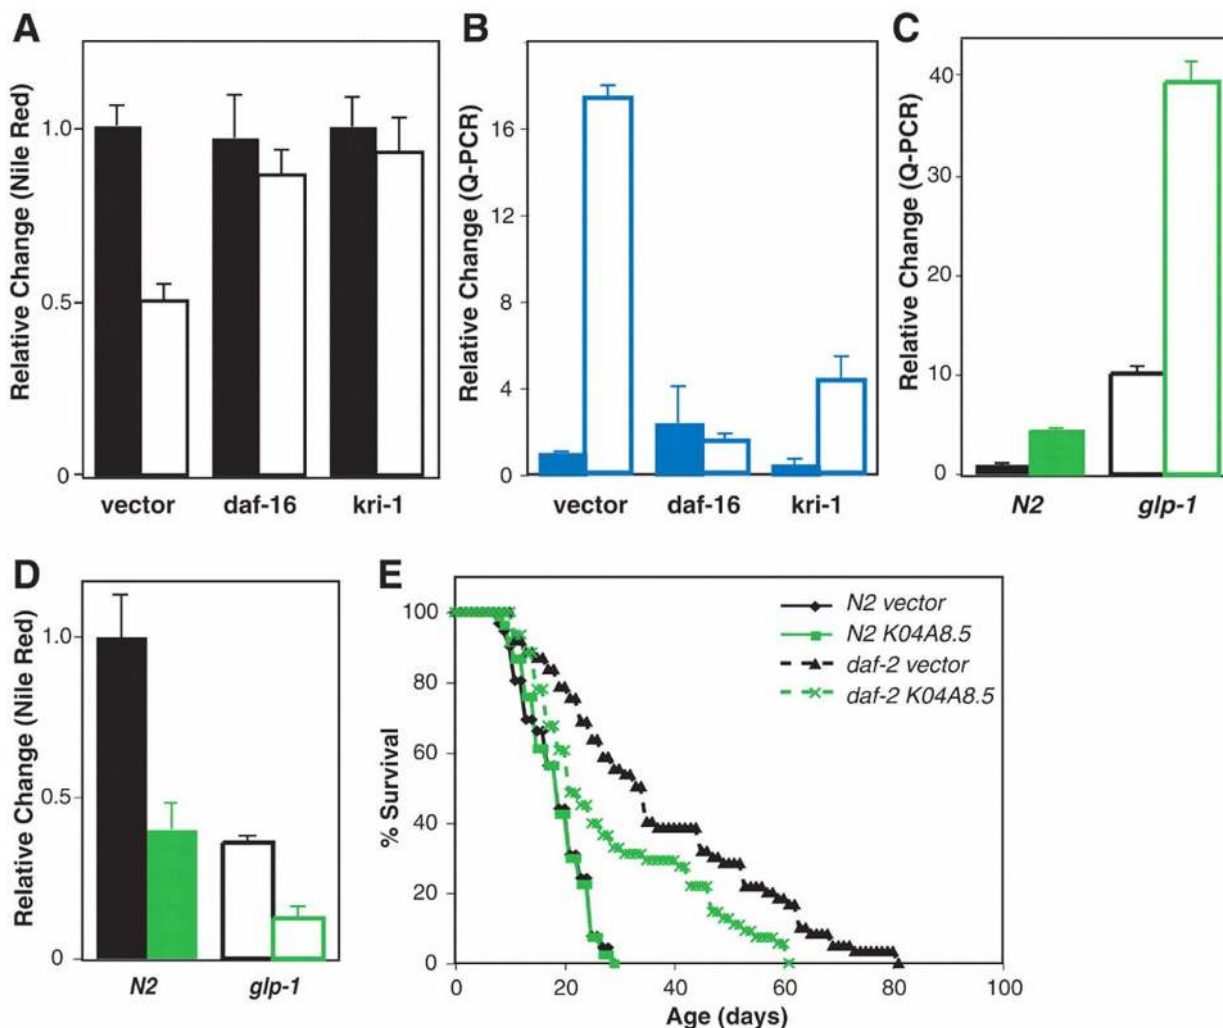 A
Relative Change (Nile Red)
1.0
0.5
0
vector daf-16 kri-1
B
Relative Change (Q-PCR)
16
12
8
4
0
vector daf-16 kri-1
C
Relative Change (Q-PCR)
40
30
20
10
0
N2 glp-1
D
Relative Change (Nile Red)
1.0
0.5
0
N2 glp-1
E
% Survival
100
80
60
40
20
0
N2 vector
N2 K04A8.5
daf-2 vector
daf-2 K04A8.5
0 20 40 60 80 100
Age (days)